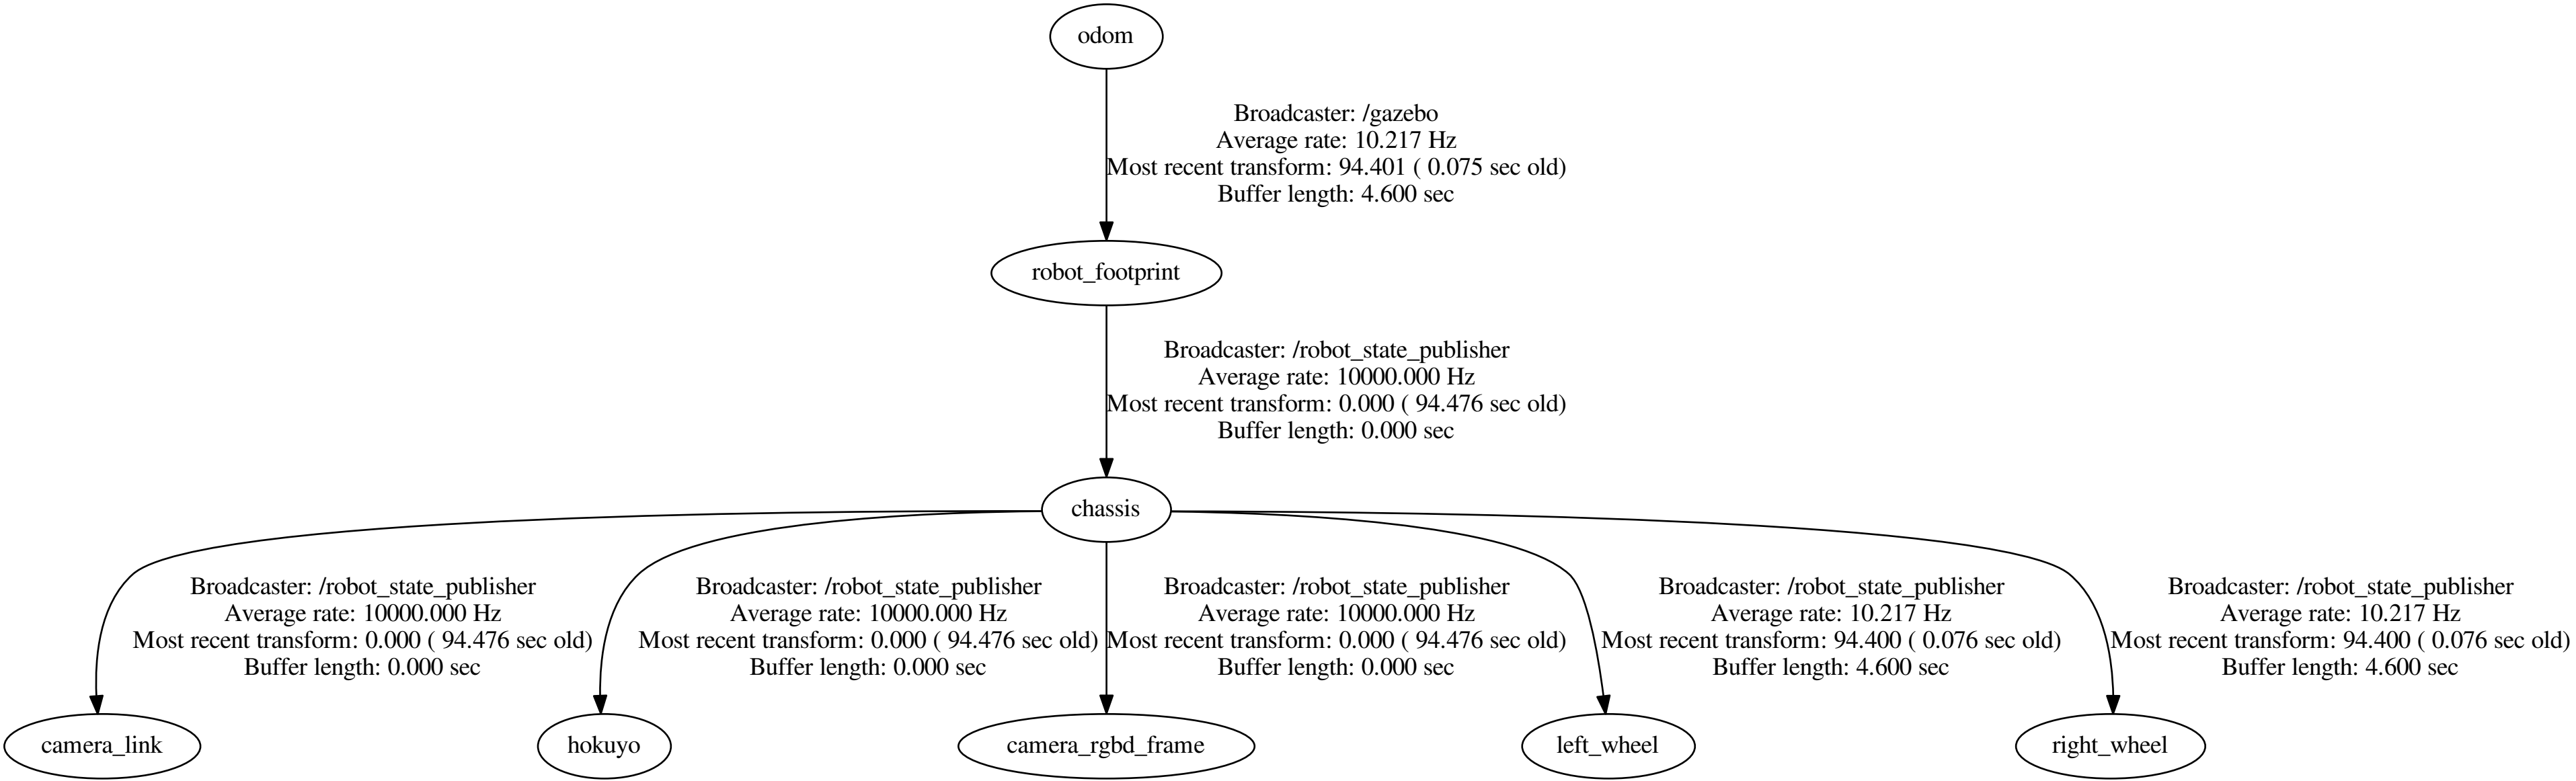 odom
Broadcaster: /gazebo
Average rate: 10.217 Hz
Most recent transform: 94.401 ( 0.075 sec old)
Buffer length: 4.600 sec
robot_footprint
Broadcaster: /robot_state_publisher
Average rate: 10000.000 Hz
Most recent transform: 0.000 ( 94.476 sec old)
Buffer length: 0.000 sec
chassis
Broadcaster: /robot_state_publisher
Average rate: 10000.000 Hz
Most recent transform: 0.000 ( 94.476 sec old)
Buffer length: 0.000 sec
Broadcaster: /robot_state_publisher
Average rate: 10000.000 Hz
Most recent transform: 0.000 ( 94.476 sec old)
Buffer length: 0.000 sec
Broadcaster: /robot_state_publisher
Average rate: 10000.000 Hz
Most recent transform: 0.000 ( 94.476 sec old)
Buffer length: 0.000 sec
Broadcaster: /robot_state_publisher
Average rate: 10.217 Hz
Most recent transform: 94.400 ( 0.076 sec old)
Buffer length: 4.600 sec
Broadcaster: /robot_state_publisher
Average rate: 10.217 Hz
Most recent transform: 94.400 ( 0.076 sec old)
Buffer length: 4.600 sec
camera_link
hokuyo
camera_rgbd_frame
left_wheel
right_wheel